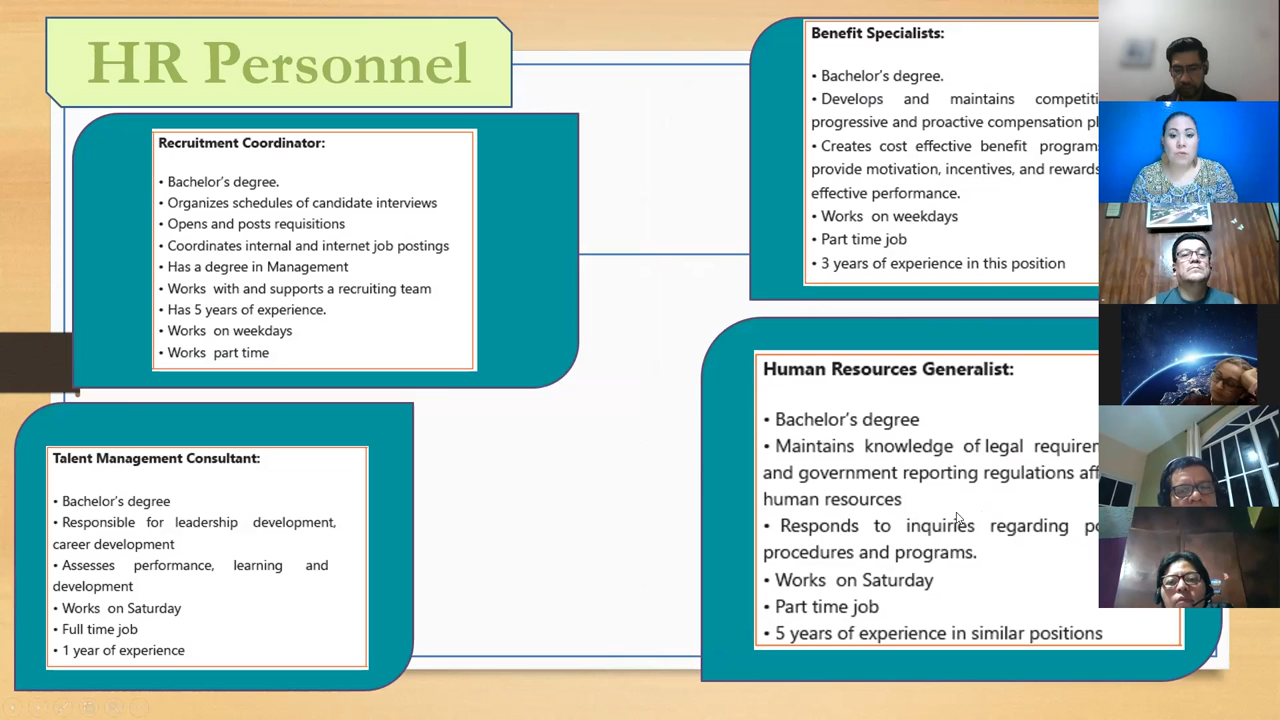 HR Personnel
Recruitment Coordinator:
• Bachelor's degree.
• Organizes schedules of candidate interviews
• Opens and posts requisitions
• Coordinates internal and internet job postings
• Has a degree in Management
• Works with and supports a recruiting team
• Has 5 years of experience.
• Works on weekdays
• Works part time
Talent Management Consultant:
• Bachelor's degree
• Responsible for leadership development,
career development
• Assesses performance, learning and
development
• Works on Saturday
• Full time job
• 1 year of experience
Benefit Specialists:
• Bachelor's degree.
• Develops and maintains
progressive and proactive compensation
• Creates cost effective benefit programs
provide motivation, incentives, and rewards
effective performance.
• Works on weekdays
• Part time job
• 3 years of experience in this position
Human Resources Generalist:
• Bachelor's degree
• Maintains knowledge of legal
and government reporting regulations
human resources
• Responds to inquiries regarding
procedures and programs.
• Works on Saturday
• Part time job
• 5 years of experience in similar positions